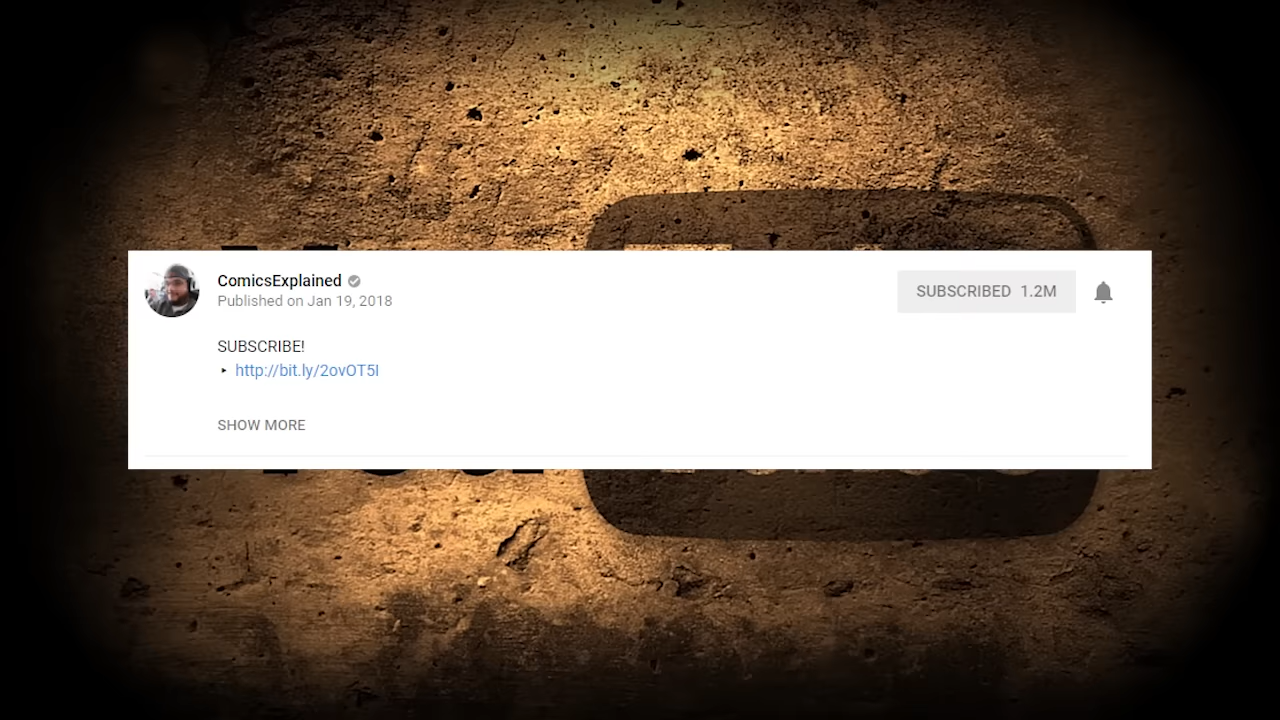 ComicsExplained
Published on Jan 19, 2018
SUBSCRIBED 1.2M
SUBSCRIBE!
‣ http://bit.ly/2ovOT5I
SHOW MORE